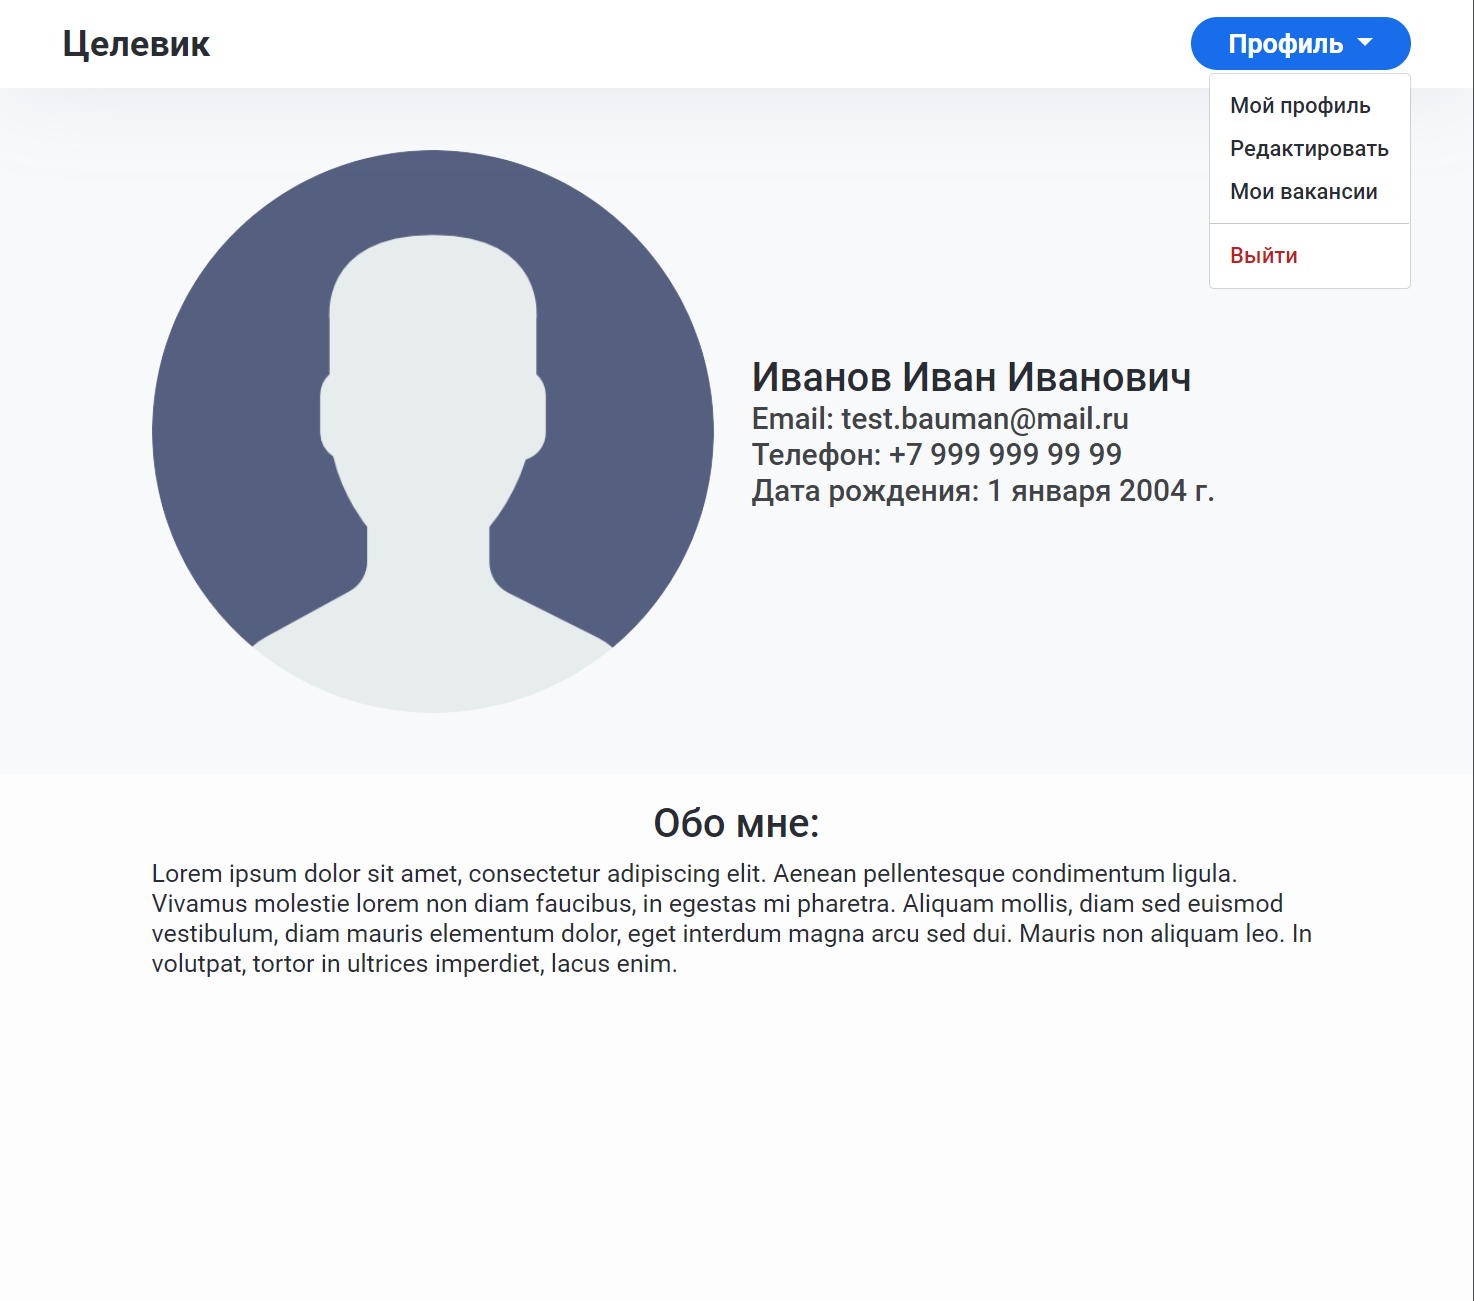 Целевик
Профиль
Мой профиль
Редактировать
Мои вакансии
Выйти
Иванов Иван Иванович
Email: test.bauman@mail.ru
Телефон: +7 999 999 99 99
Дата рождения: 1 января 2004 г.
Обо мне:
Lorem ipsum dolor sit amet, consectetur adipiscing elit. Aenean pellentesque condimentum ligula.
Vivamus molestie lorem non diam faucibus, in egestas mi pharetra. Aliquam mollis, diam sed euismod
vestibulum, diam mauris elementum dolor, eget interdum magna arcu sed dui. Mauris non aliquam leo. In
volutpat, tortor in ultrices imperdiet, lacus enim.